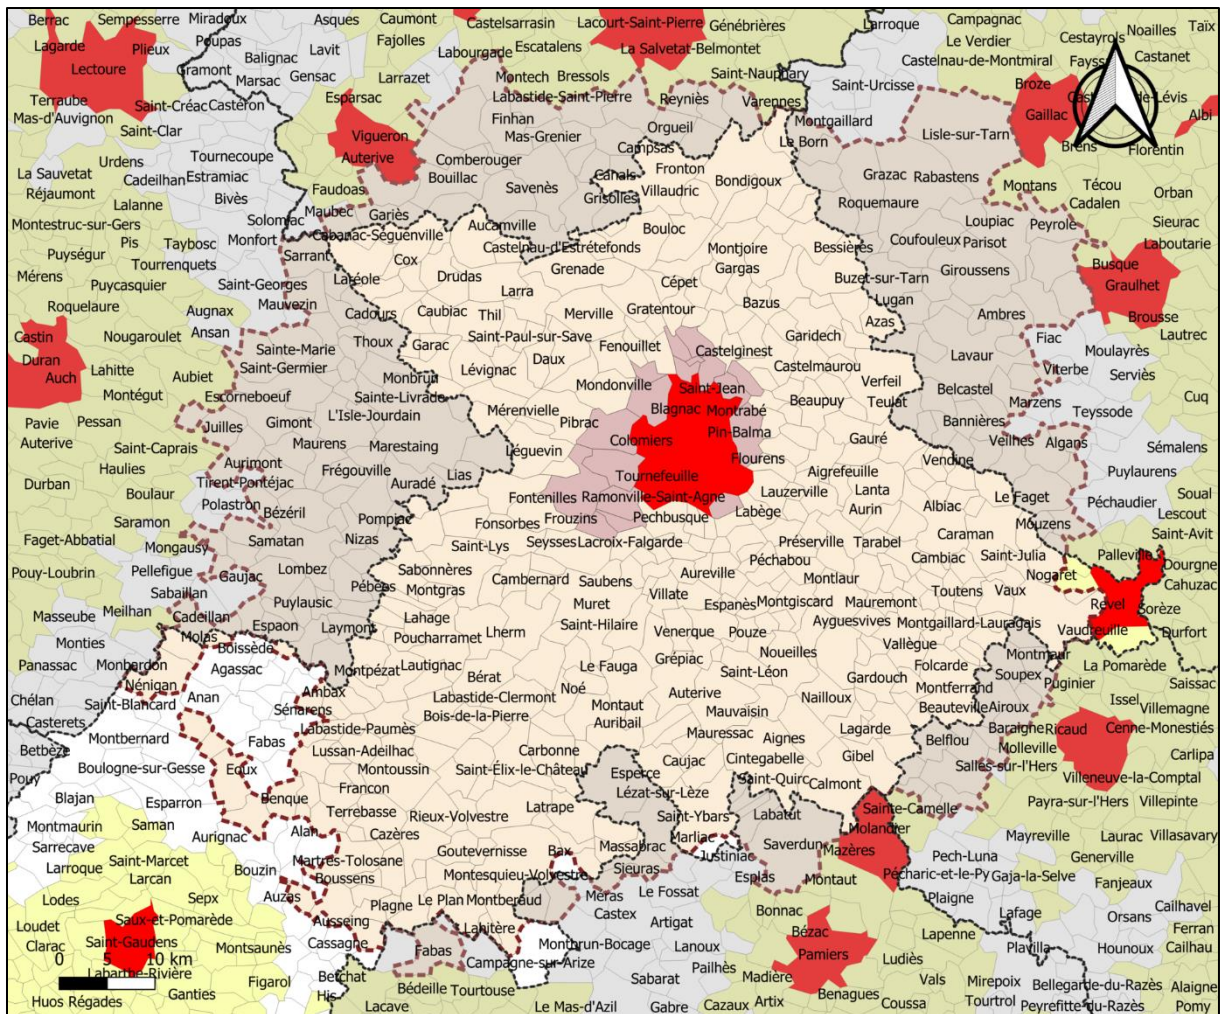 Berrac Sempesserre Miradoux Asques Caumont Castelsarrasin Lacourt-Saint-Pierre Génébrières Larroque Campagnac Cestayrols Noailles Taïx
Lagarde Plieux Poupas Lavit Fajolles Escatalens La Salvetat-Belmontet Le Verdier Castanet
Lectoure Gramont Balignac Labourgade Castelnau-de-Montmiral
Marsac Gensac Larrazet Montech Bressols Saint-Nauphary Saint-Urcisse Broze
Terraube Saint-Créac Castéron Esparsac Labastide-Saint-Pierre Reyniès Varennes Gaillac Albi
Mas-d'Auvignon Saint-Clar Vigueron Finhan Mas-Grenier Orgueil Montgaillard Lisle-sur-Tarn Brens Florentin
Urdens Tournecoupe Auterive Comberouger Campsas Le Born
La Sauvetat Cadeilhan Estramiac Bouillac Canals Fronton Grazac Rabastens Montans Técou Orban
Réjaumont Lalanne Bivès Faudoas Savenès Grisolles Villaudric Bondigoux Roquemaure Cadalen
Montestruc-sur-Gers Solomiac Maubec Gariès Aucamville Bouloc Loupiac Peyrole Sieurac
Pis Taybosc Monfort Cabanac-Séguenville Castelnau-d'Estrétefonds Montjoire Bessières Coufouleux Parisot Laboutarie
Puységur Tourrenquets Sarrant Cox Grenade Gargas Busque
Mérens Puycasquier Saint-Georges Laréole Drudas Larra Cépet Buzet-sur-Tarn Giroussens Graulhet
Roquelaure Augnax Mauvezin Cadours Caubiac Thil Merville Gratentour Bazus Lugan Ambres Brousse
Castin Nougaroulet Ansan Saint-Paul-sur-Save Garidech Azas Lautrec
Duran Sainte-Marie Thoux Garac Daux Fenouillet Castelginest Lavaur Fiac Moulayrès
Auch Lahitte Aubiet Saint-Germier Monbrun Lévignac Mondonville Saint-Jean Castelmaurou Verfeil Viterbe Serviès
Montégut Escorneboeuf Sainte-Livrade Mérenvielle Blagnac Montrabé Beaupuy Teulat Belcastel Marzens Teyssode Cuq
Pavie Pessan Juilles Gimont L'Isle-Jourdain Pibrac Pin-Balma Bannières
Auterive Saint-Caprais Maurens Marestaing Léguevin Colomiers Flourens Gauré Veilhes Algans Sémalens
Haulies Aurimont Frégouville Lias Tournefeuille Aigrefeuille Vendine Puylaurens
Durban Boulaur Tirent-Pontéjac Auradé Fontenilles Ramonville-Saint-Agne Lauzerville Lanta Le Faget Péchaudier Soual
Saramon Polastron Bézéril Pompiac Fonsorbes Frouzins Pechbusque Labège Aurin Albiac Mouzens Lescout
Faget-Abbatial Mongausy Samatan Nizas Saint-Lys Seysses Lacroix-Falgarde Préserville Tarabel Caraman Saint-Avit
Pouy-Loubrin Pellefigue Gaujac Lombez Pébées Sabonnères Cambernard Saubens Aureville Péchabou Montlaur Cambiac Saint-Julia Palleville Dourgne
Sabaillan Montgras Villate Toutens Vaux Nogaret Cahuzac
Masseube Meilhan Cadeillan Puylausic Lahage Muret Espanès Montgiscard Mauremont Revel Sorèze
Monties Molas Espaon Laymont Poucharramet Lherm Saint-Hilaire Venerque Pouze Ayguesvives Montgaillard-Lauragais Vaudreuille Durfort
Panassac Monbardon Boissède Montpézat Lautignac Le Fauga Grépiac Noueilles Vallègue Montmaur
Nénigan Agassac Bérat Saint-Léon Folcarde Soupex La Pomarède
Chélan Saint-Blancard Anan Ambax Labastide-Clermont Noé Auterive Nailloux Gardouch Montferrand Puginier Issel Saissac
Casterets Sénarens Bois-de-la-Pierre Montaut Mauvaisin Beauteville Airoux Villemagne
Betbèze Montbernard Fabas Labastide-Paumès Auribail Mauressac Aignes Lagarde Baraigne Ricaud Cenne-Monestiés
Pouy Boulogne-sur-Gesse Eoux Lussan-Adeilhac Carbonne Caujac Cintegabelle Gibel Belflou Molleville Carlipa
Montoussin Saint-Élix-le-Château Esperce Saint-Quirc Calmont Salles-sur-l'Hers Villeneuve-la-Comptal
Blajan Esparron Benque Francon Latrape Lézat-sur-Lèze Sainte-Camelle Payra-sur-l'Hers Villepinte
Montmaurin Saman Terrebasse Rieux-Volvestre Saint-Ybars Labatut Molandier
Sarrecave Aurignac Alan Cazères Massabrac Marliac Saverdun Mazères Mayreville Laurac Villasavary
Larroque Saint-Marcet Martres-Tolosane Goutevernisse Bax Justiniac Pech-Luna Generville
Larcan Bouzin Boussens Montesquieu-Volvestre Sieuras Esplas Montaut Pécharic-et-le-Py Gaja-la-Selve Fanjeaux
Lodes Sepx Auzas Plagne Le Plan Montberaud Méras Le Fossat Plaigne Cailhavel
Loudet Saux-et-Pomarède Ausseing Lahitère Castex Artigat Bonnac Lafage Orsans Ferran
Clarac Saint-Gaudens Montsaunès Cassagne Fabas Montbrun-Bocage Lanoux Bézac Lapenne Plavilla Hounoux Cailhau
0 5 10 km
Labarthe-Rivière Figarol Betchat Campagne-sur-Arize Pailhès Pamiers Ludiès
Huos Régades Ganties His Bédeille Tourtouse Sabarat Madière Vals Mirepoix Bellegarde-du-Razès Alaigne
Lacave Le Mas-d'Azil Gabre Cazaux Artix Benagues Coussa Tourtrol Peyrefitte-du-Razès Pomy